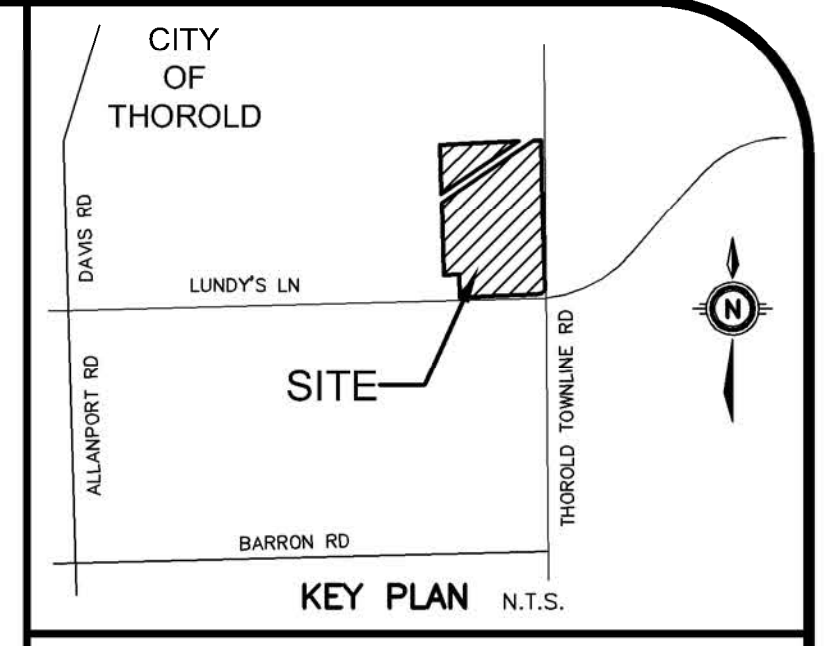 CITY
OF
THOROLD
DAVIS RD
LUNDY'S LN
N
SITE
ALLANPORT RD
THOROLD TOWNLINE RD
BARRON RD
KEY PLAN N.T.S.